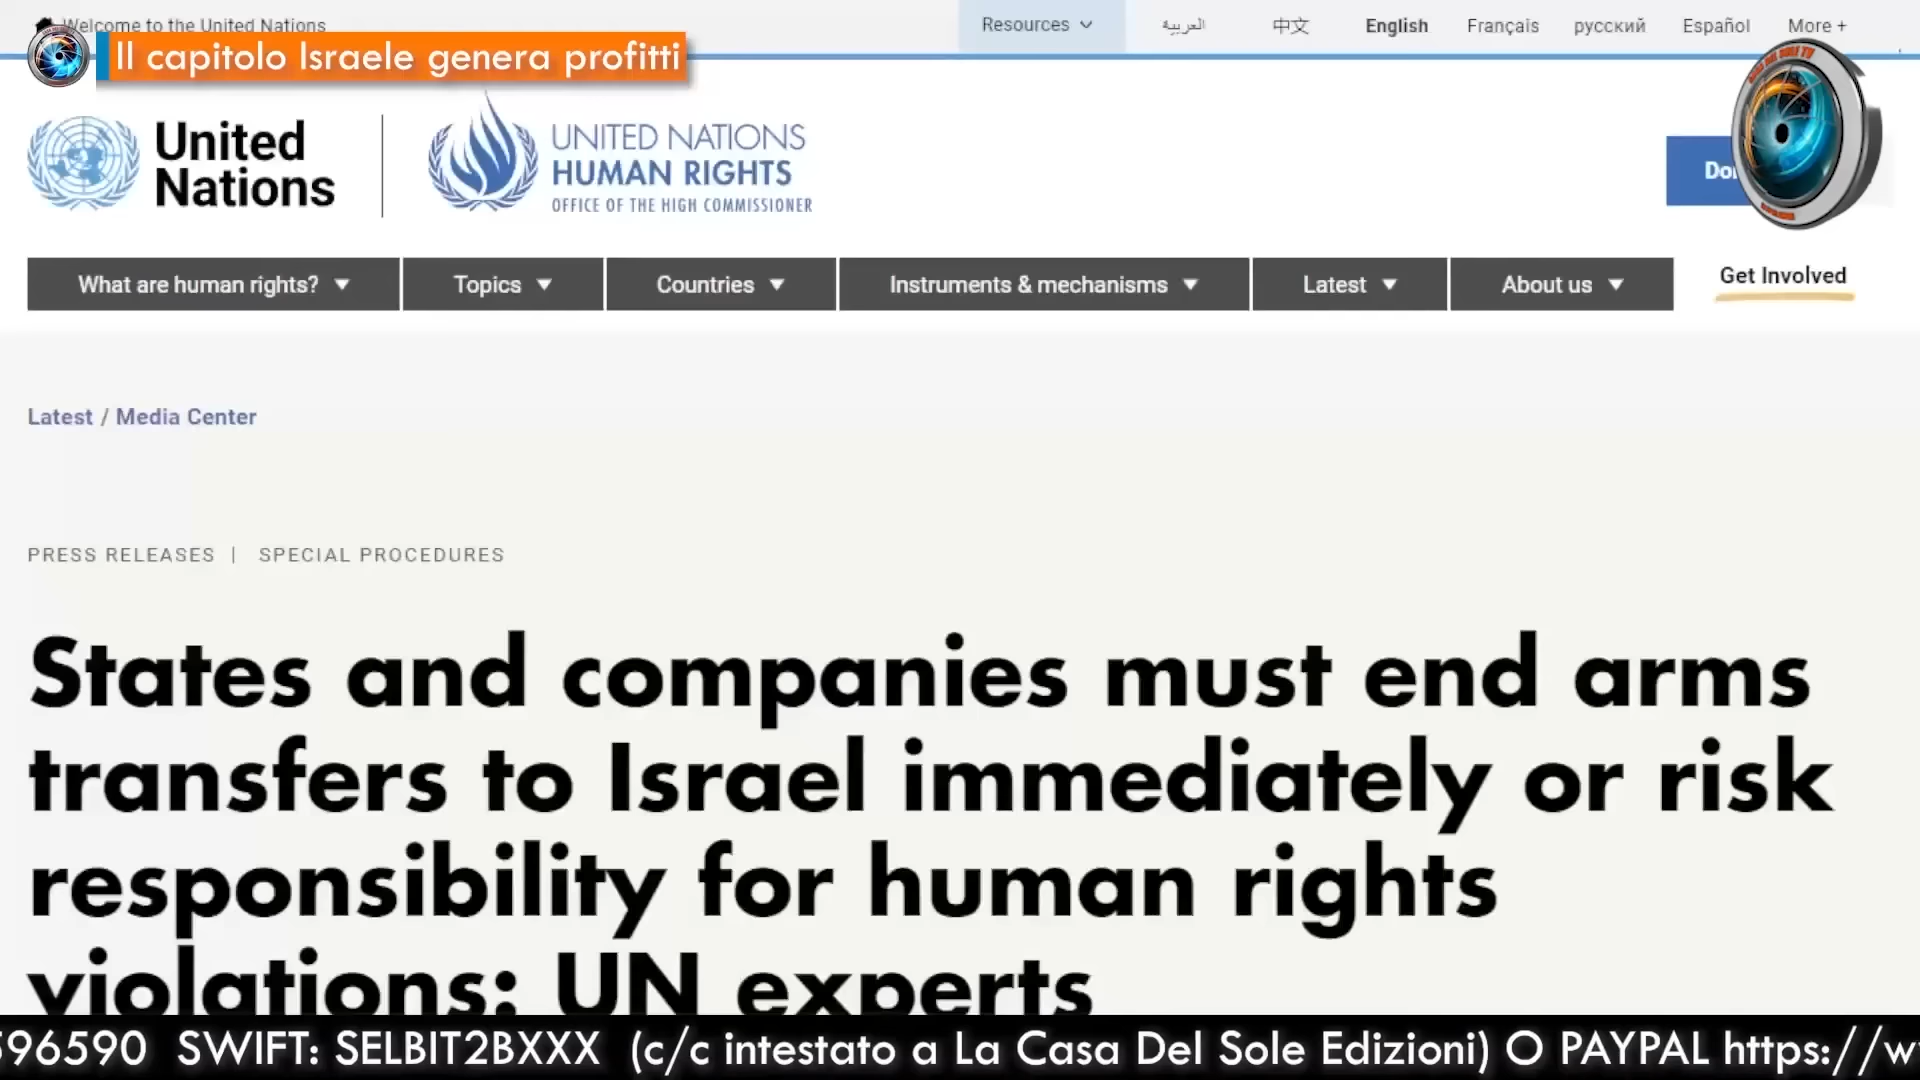 Welcome to the United Nations
Resources
العربية
中文
English
Français
русский
Español
More +
Il capitolo Israele genera profitti
United
Nations
UNITED NATIONS
HUMAN RIGHTS
OFFICE OF THE HIGH COMMISSIONER
What are human rights?
Topics
Countries
Instruments & mechanisms
Latest
About us
Get Involved
Latest / Media Center
PRESS RELEASES | SPECIAL PROCEDURES
States and companies must end arms
transfers to Israel immediately or risk
responsibility for human rights
violations: UN experts
596590 SWIFT: SELBIT2BXXX (c/c intestato a La Casa Del Sole Edizioni) O PAYPAL https://w